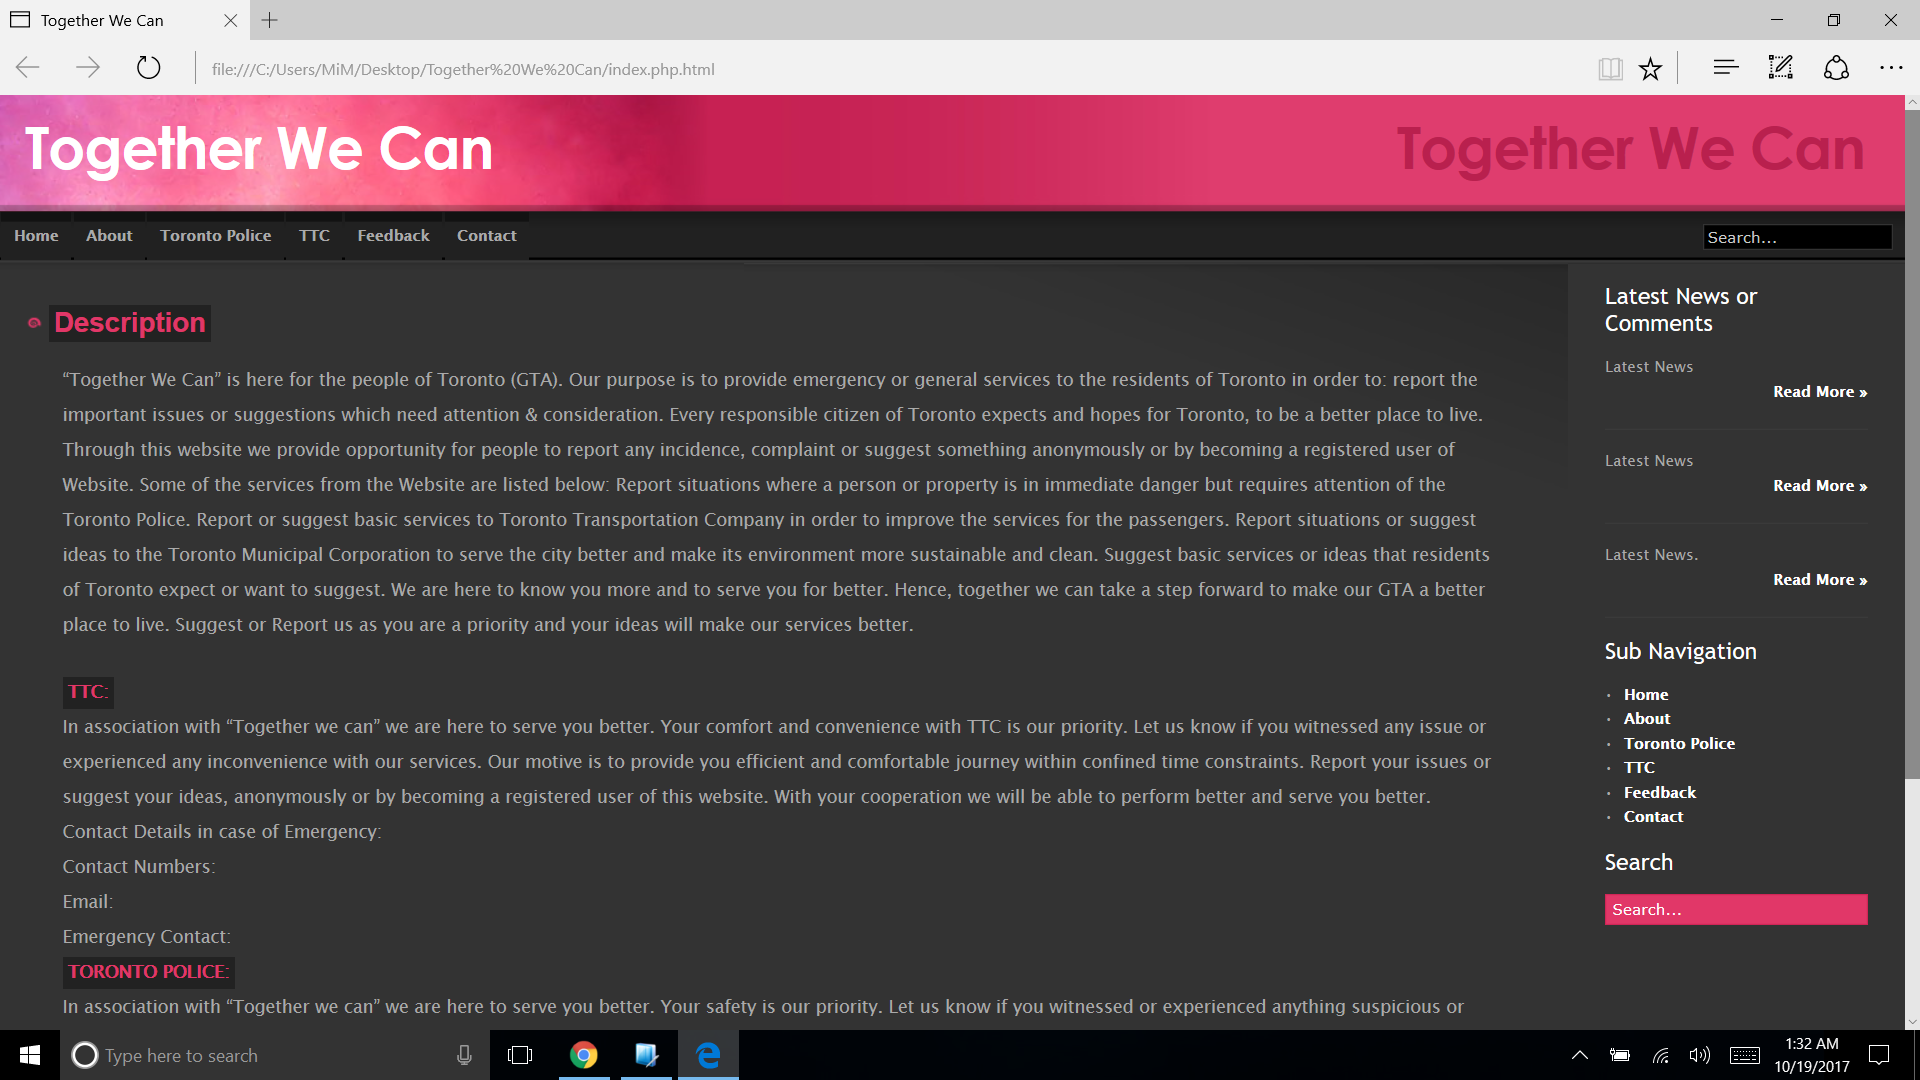 Together We Can
file:///C:/Users/MiM/Desktop/Together%20We%20Can/index.php.html
Together We Can
Together We Can
Home
About
Toronto Police
TTC
Feedback
Contact
Search...
Description
“Together We Can” is here for the people of Toronto (GTA). Our purpose is to provide emergency or general services to the residents of Toronto in order to: report the
important issues or suggestions which need attention & consideration. Every responsible citizen of Toronto expects and hopes for Toronto, to be a better place to live.
Through this website we provide opportunity for people to report any incidence, complaint or suggest something anonymously or by becoming a registered user of
Website. Some of the services from the Website are listed below: Report situations where a person or property is in immediate danger but requires attention of the
Toronto Police. Report or suggest basic services to Toronto Transportation Company in order to improve the services for the passengers. Report situations or suggest
ideas to the Toronto Municipal Corporation to serve the city better and make its environment more sustainable and clean. Suggest basic services or ideas that residents
of Toronto expect or want to suggest. We are here to know you more and to serve you for better. Hence, together we can take a step forward to make our GTA a better
place to live. Suggest or Report us as you are a priority and your ideas will make our services better.
TTC:
In association with “Together we can” we are here to serve you better. Your comfort and convenience with TTC is our priority. Let us know if you witnessed any issue or
experienced any inconvenience with our services. Our motive is to provide you efficient and comfortable journey within confined time constraints. Report your issues or
suggest your ideas, anonymously or by becoming a registered user of this website. With your cooperation we will be able to perform better and serve you better.
Contact Details in case of Emergency:
Contact Numbers:
Email:
Emergency Contact:
TORONTO POLICE:
In association with “Together we can” we are here to serve you better. Your safety is our priority. Let us know if you witnessed or experienced anything suspicious or
Latest News or
Comments
Latest News
Read More »
Latest News
Read More »
Latest News.
Read More »
Sub Navigation
Home
About
Toronto Police
TTC
Feedback
Contact
Search
Search...
Type here to search
1:32 AM
10/19/2017